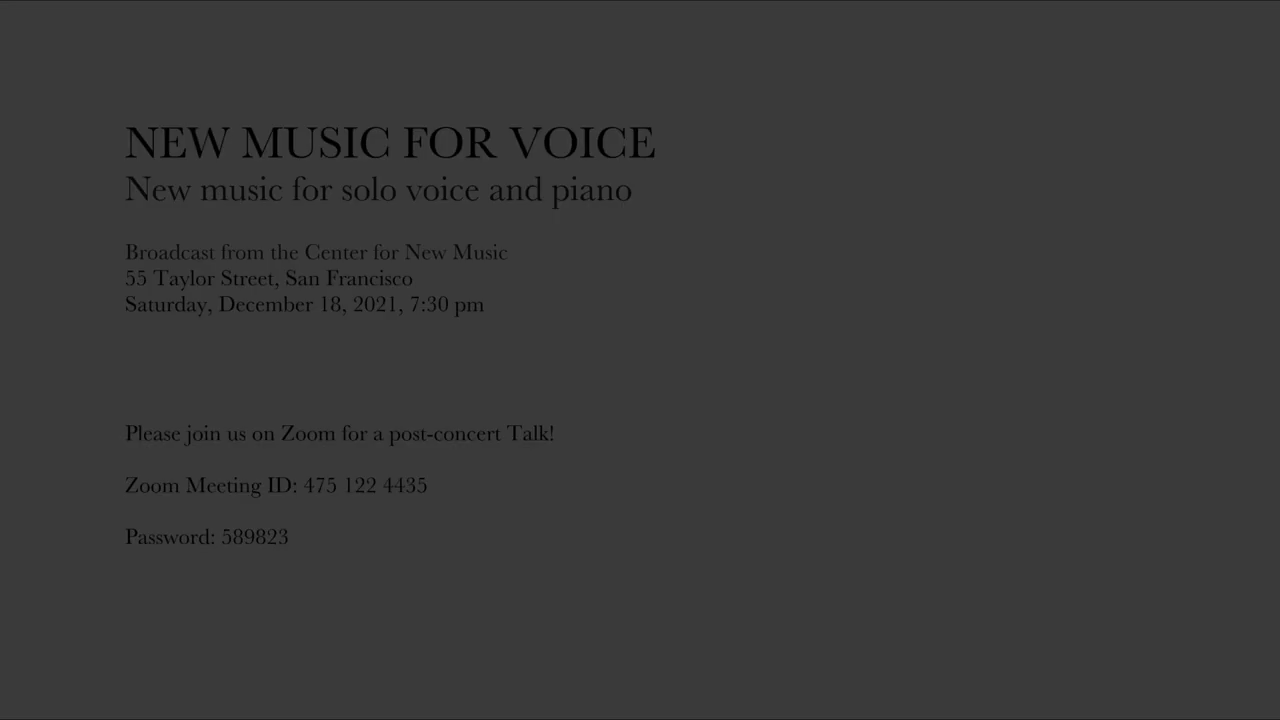 NEW MUSIC FOR VOICE
New music for solo voice and piano
Broadcast from the Center for New Music
55 Taylor Street, San Francisco
Saturday, December 18, 2021, 7:30 pm
Please join us on Zoom for a post-concert Talk!
Zoom Meeting ID: 475 122 4435
Password: 589823